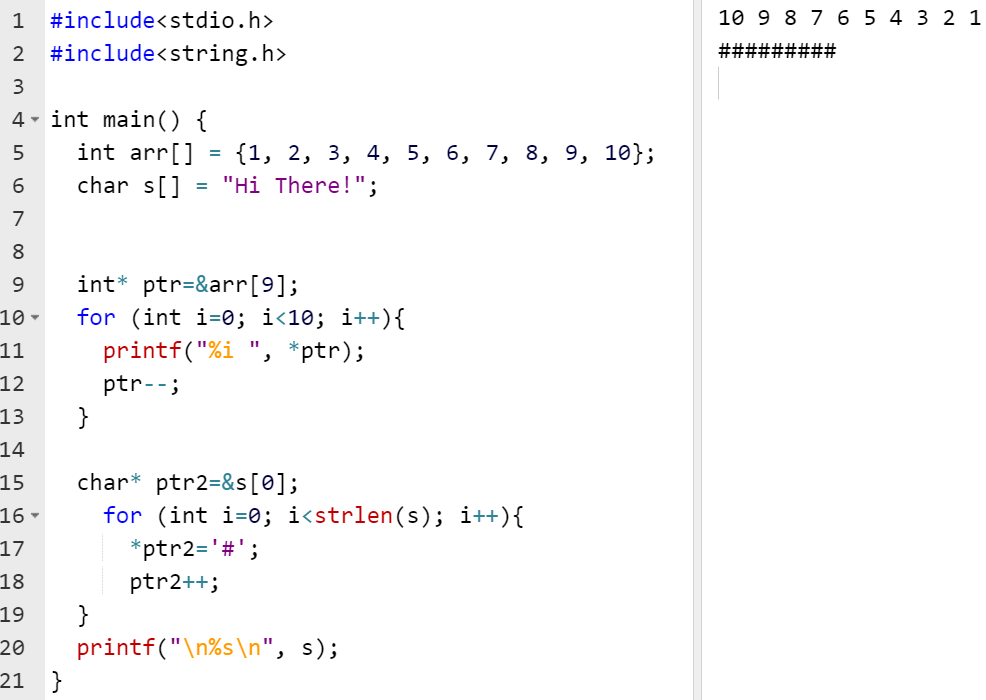 1 #include<stdio.h>
2 #include<string.h>
3
4 int main() {
5   int arr[] = {1, 2, 3, 4, 5, 6, 7, 8, 9, 10};
6   char s[] = "Hi There!";
7
8
9   int* ptr=&arr[9];
10   for (int i=0; i<10; i++){
11     printf("%i ", *ptr);
12     ptr--;
13   }
14
15   char* ptr2=&s[0];
16     for (int i=0; i<strlen(s); i++){
17       *ptr2='#';
18       ptr2++;
19   }
20   printf("\n%s\n", s);
21 }
10 9 8 7 6 5 4 3 2 1
#########